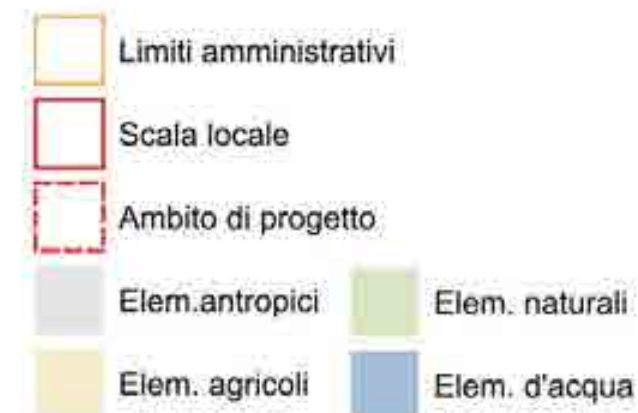 Limiti amministrativi
Scala locale
Ambito di progetto
Elem.antropici
Elem. naturali
Elem. agricoli
Elem. d'acqua